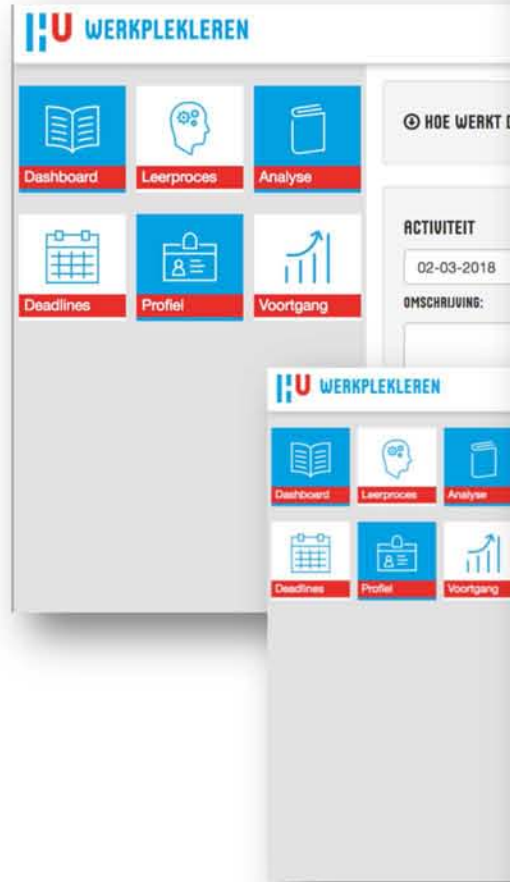 HU WERKPLEKLEREN
Dashboard Leerproces Analyse
Deadlines Profiel Voortgang
HOE WERKT D
ACTIVITEIT
02-03-2018
OMSCHRIJVING:
HU WERKPLEKLEREN
Dashboard Leerproces Analyse
Deadlines Profiel Voortgang